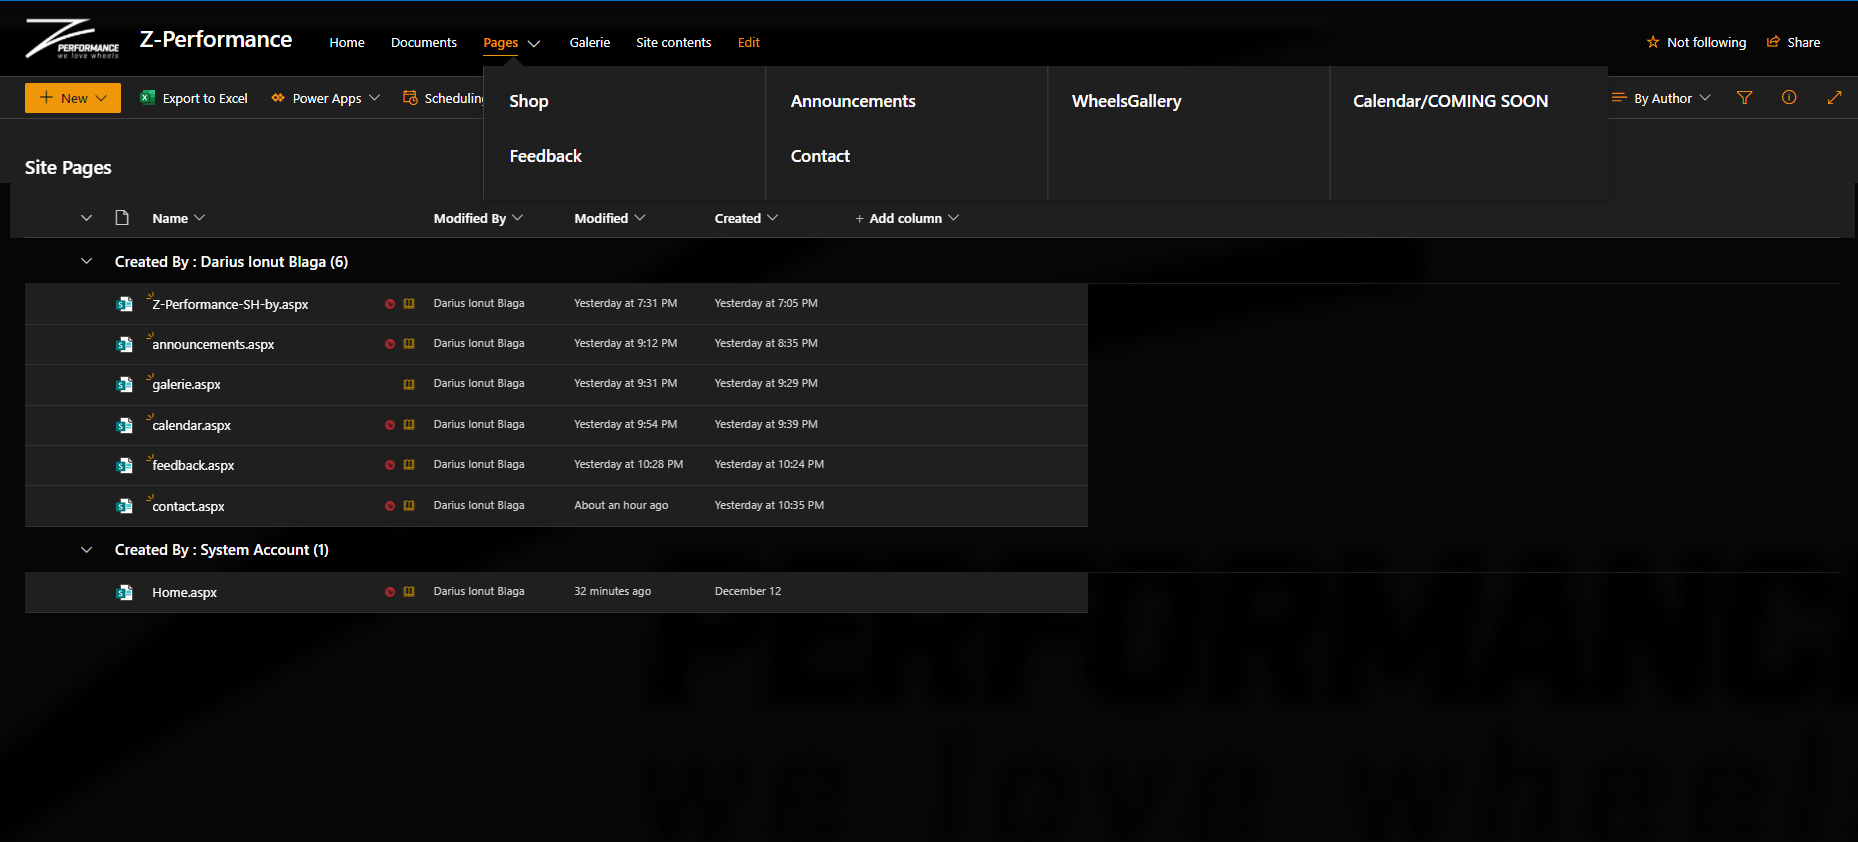 PERFORMANCE
we love wheels
Z-Performance
Home
Documents
Pages
Galerie
Site contents
Edit
Not following
Share
New
Export to Excel
Power Apps
Scheduling
By Author
Shop
Announcements
WheelsGallery
Calendar/COMING SOON
Feedback
Contact
Site Pages
Name
Modified By
Modified
Created
+ Add column
Created By : Darius Ionut Blaga (6)
Z-Performance-SH-by.aspx
Darius Ionut Blaga
Yesterday at 7:31 PM
Yesterday at 7:05 PM
announcements.aspx
Darius Ionut Blaga
Yesterday at 9:12 PM
Yesterday at 8:35 PM
galerie.aspx
Darius Ionut Blaga
Yesterday at 9:31 PM
Yesterday at 9:29 PM
calendar.aspx
Darius Ionut Blaga
Yesterday at 9:54 PM
Yesterday at 9:39 PM
feedback.aspx
Darius Ionut Blaga
Yesterday at 10:28 PM
Yesterday at 10:24 PM
contact.aspx
Darius Ionut Blaga
About an hour ago
Yesterday at 10:35 PM
Created By : System Account (1)
Home.aspx
Darius Ionut Blaga
32 minutes ago
December 12
PERFORMANC
we love wheel